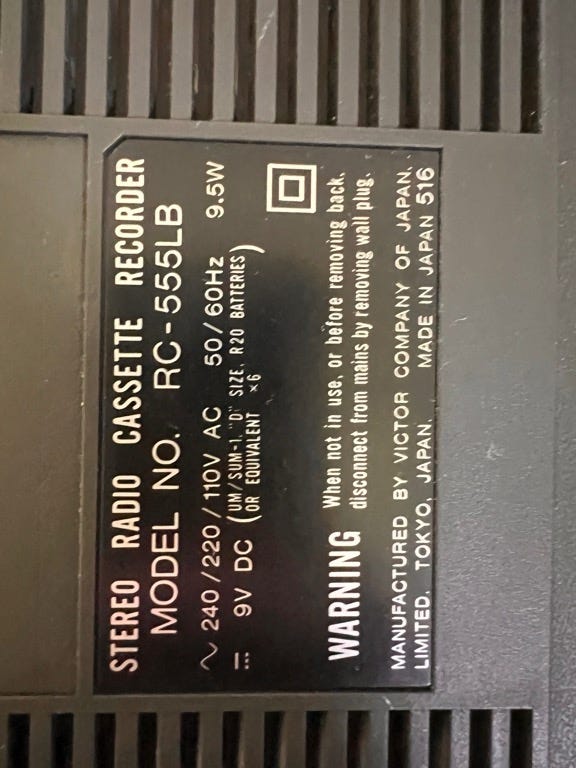 STEREO RADIO CASSETTE RECORDER
MODEL NO. RC-555LB
~ 240/220/110V AC 50/60Hz 9.5W
⎓ 9V DC (UM/SUM-1, "D" SIZE, R20 BATTERIES
OR EQUIVALENT ×6)
WARNING When not in use, or before removing back,
disconnect from mains by removing wall plug.
MANUFACTURED BY VICTOR COMPANY OF JAPAN,
LIMITED, TOKYO, JAPAN. MADE IN JAPAN 516